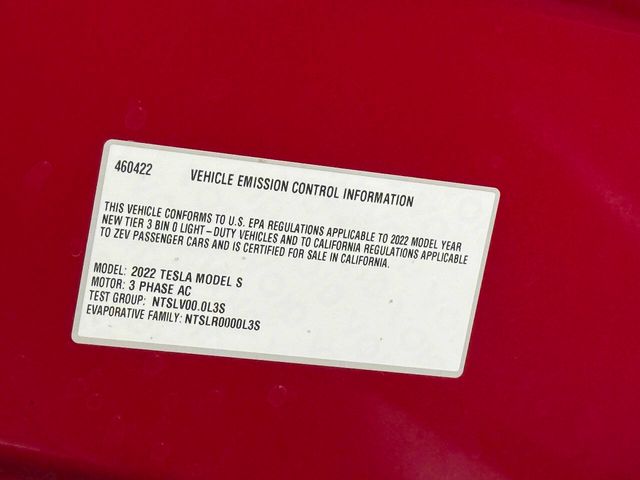 460422 VEHICLE EMISSION CONTROL INFORMATION
THIS VEHICLE CONFORMS TO U.S. EPA REGULATIONS APPLICABLE TO 2022 MODEL YEAR
NEW TIER 3 BIN 0 LIGHT-DUTY VEHICLES AND TO CALIFORNIA REGULATIONS APPLICABLE
TO ZEV PASSENGER CARS AND IS CERTIFIED FOR SALE IN CALIFORNIA.
MODEL: 2022 TESLA MODEL S
MOTOR: 3 PHASE AC
TEST GROUP: NTSLV00.0L3S
EVAPORATIVE FAMILY: NTSLR0000L3S